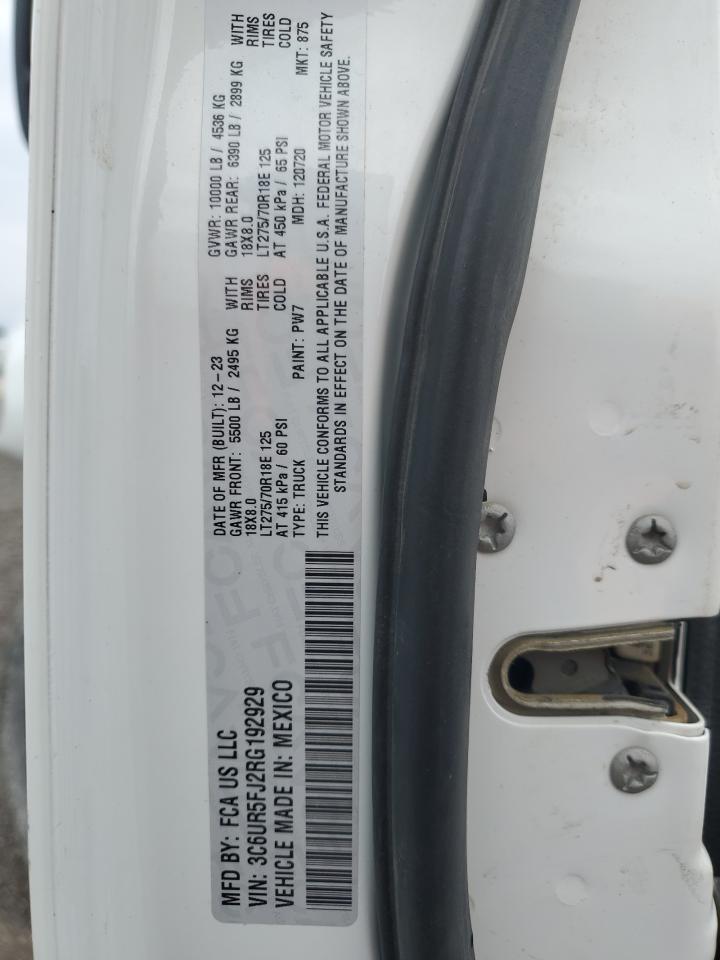 MFD BY: FCA US LLC
VIN: 3C6UR5FJ2RG192929
VEHICLE MADE IN: MEXICO
DATE OF MFR (BUILT): 12-23 GVWR: 10000 LB / 4536 KG
GAWR FRONT: 5500 LB / 2495 KG WITH GAWR REAR: 6390 LB / 2899 KG WITH
18X8.0 RIMS 18X8.0 RIMS
LT275/70R18E 125 TIRES LT275/70R18E 125 TIRES
AT 415 kPa / 60 PSI COLD AT 450 kPa / 65 PSI COLD
TYPE: TRUCK PAINT: PW7 MDH: 120720 MKT: 875
THIS VEHICLE CONFORMS TO ALL APPLICABLE U.S.A. FEDERAL MOTOR VEHICLE SAFETY
STANDARDS IN EFFECT ON THE DATE OF MANUFACTURE SHOWN ABOVE.